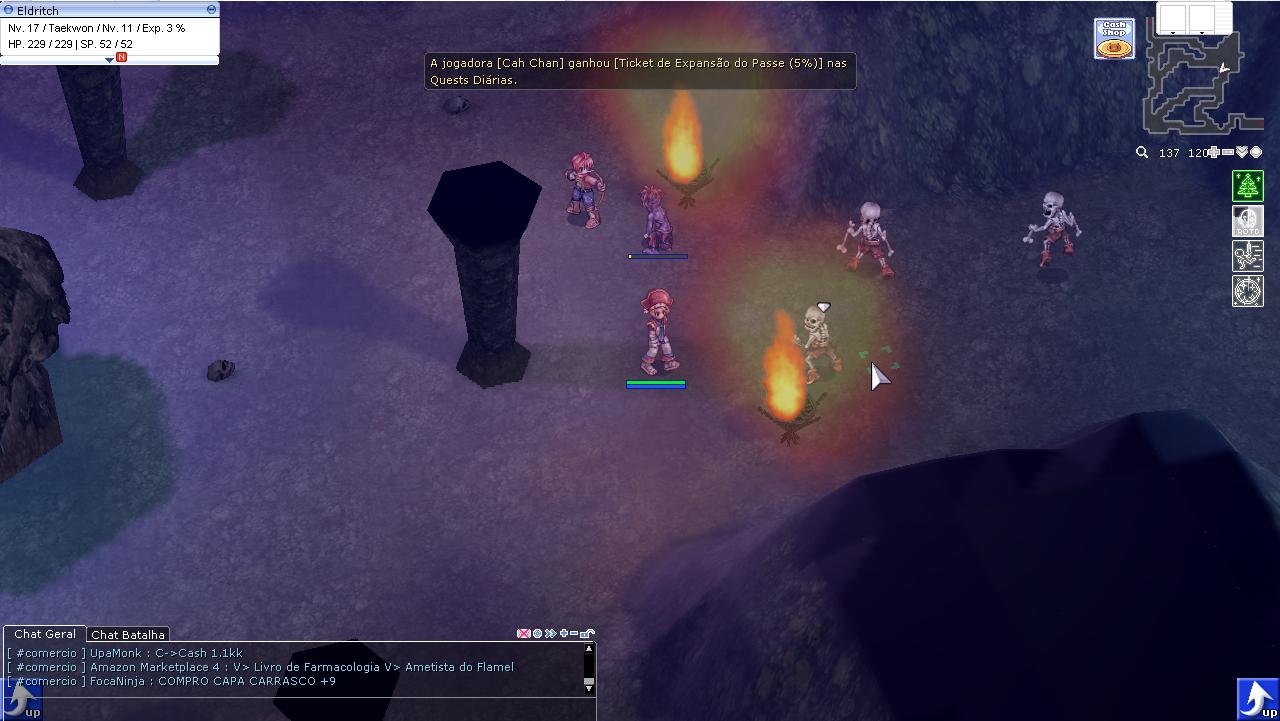 Eldritch
Nv. 17 / Taekwon / Nv. 11 / Exp. 3 %
HP. 229 / 229 | SP. 52 / 52
N
A jogadora [Cah Chan] ganhou [Ticket de Expansão do Passe (5%)] nas
Quests Diárias.
Cash
Shop
137 120
ROTD
Chat Geral
Chat Batalha
[ #comercio ] UpaMonk : C->Cash 1.1kk
[ #comercio ] Amazon Marketplace 4 : V> Livro de Farmacologia V> Ametista do Flamel
[ #comercio ] FocaNinja : COMPRO CAPA CARRASCO +9
up
up